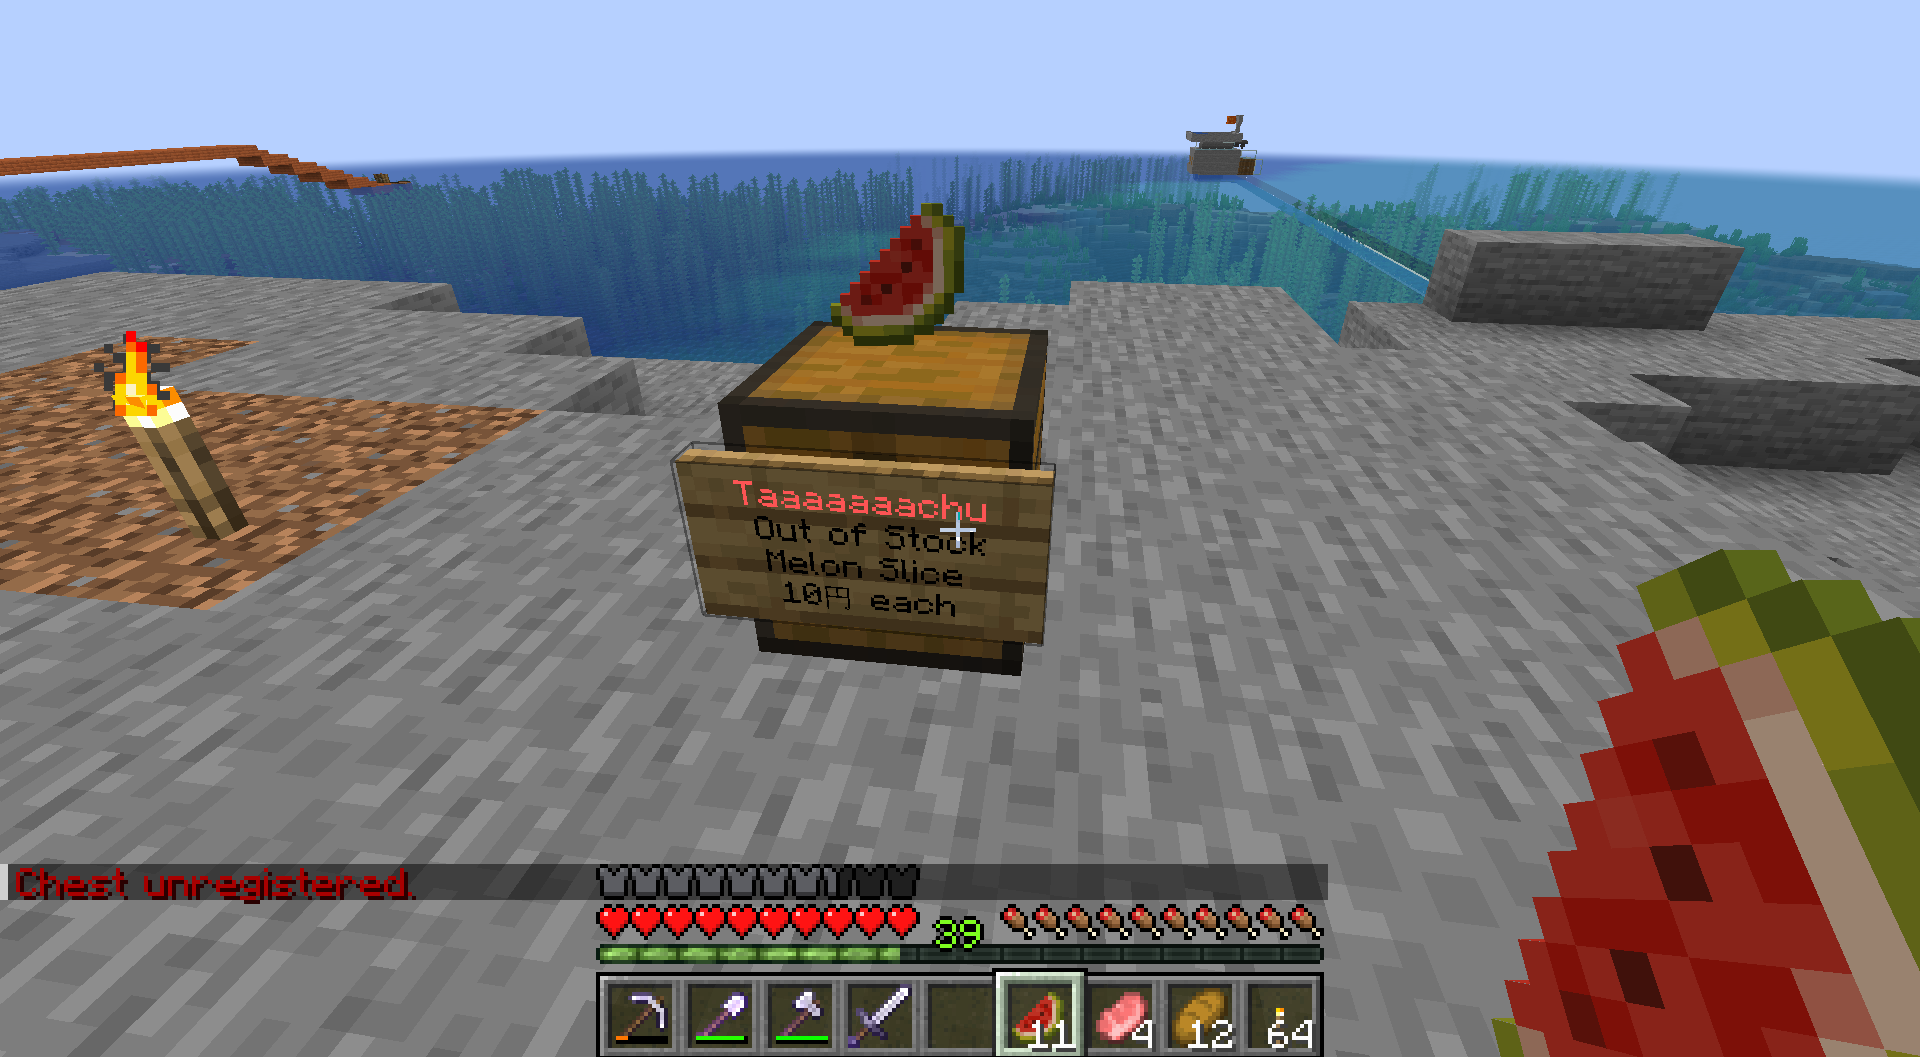 Taaaaaaachu
Out of Stock
Melon Slice
10円 each
Chest unregistered.
39
11
4
12
64